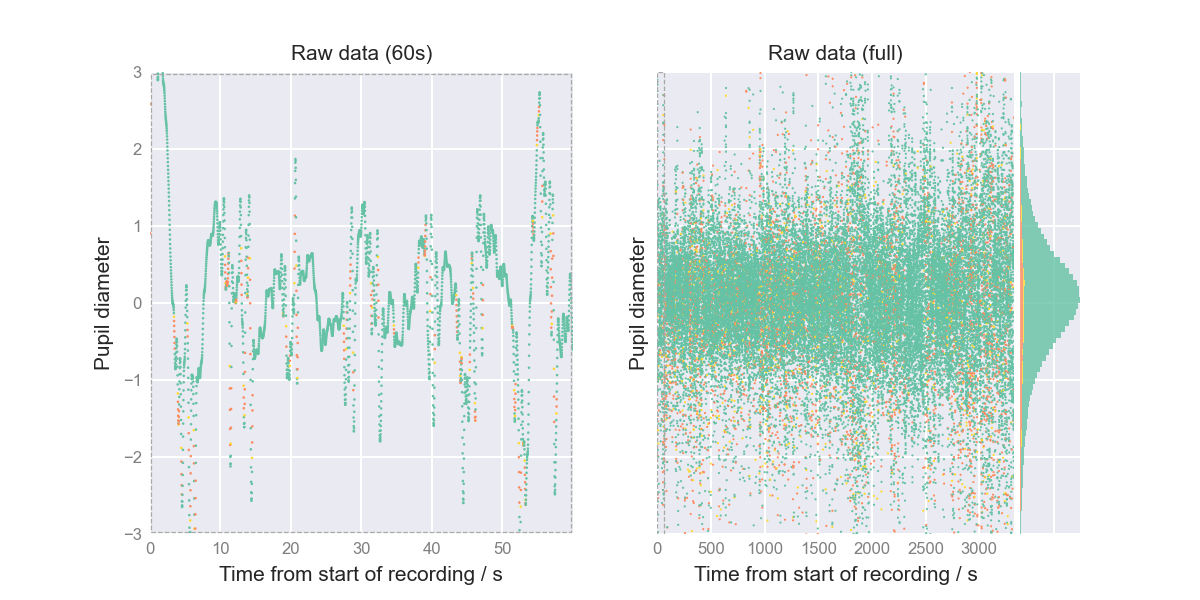 Raw data (60s)
Raw data (full)
Pupil diameter
3
2
1
0
−1
−2
−3
0 10 20 30 40 50
Time from start of recording / s
Pupil diameter
0 500 1000 1500 2000 2500 3000
Time from start of recording / s